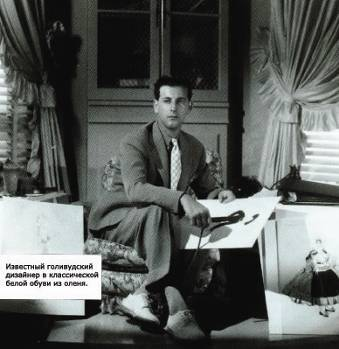 Известный голивудский
дизайнер в классической
белой обуви из оленя.